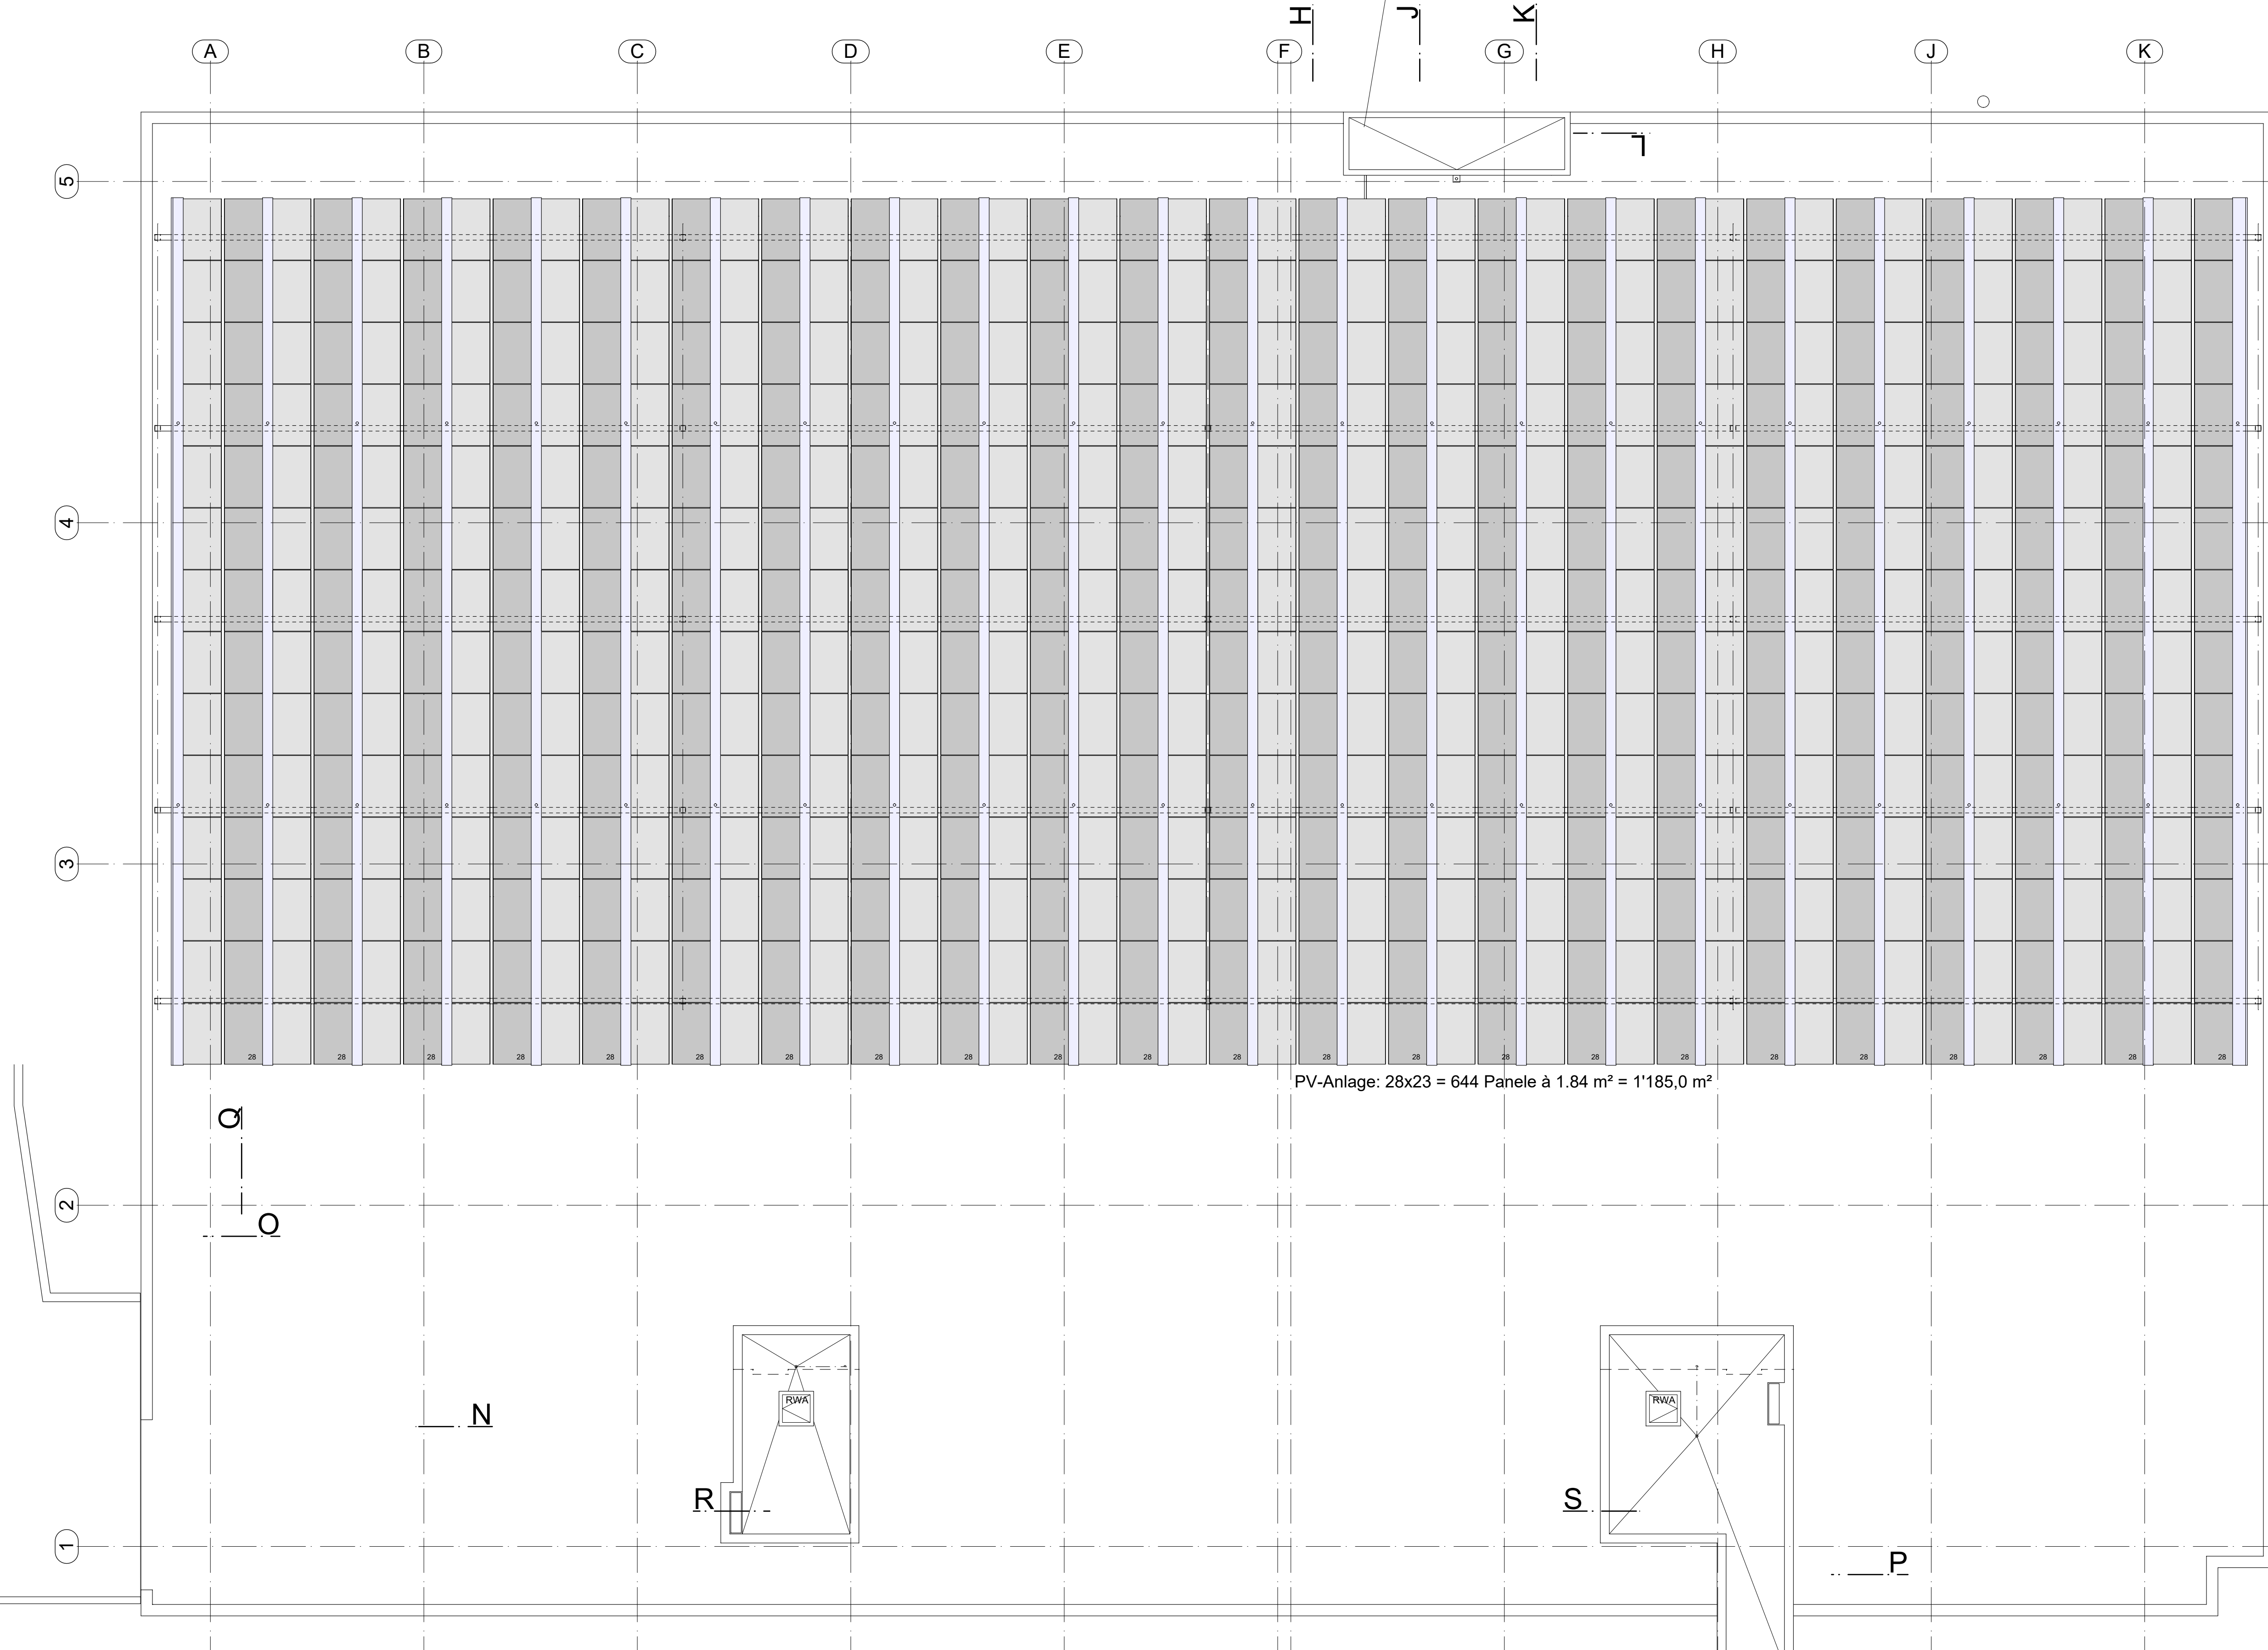 H J K
A B C D E F G H J K
L
5
4
3
28 28 28 28 28 28 28 28 28 28 28 28 28 28 28 28 28 28 28 28 28 28 28
PV-Anlage: 28x23 = 644 Panele à 1.84 m² = 1'185,0 m²
Q
2
O
RWA RWA
N
R S
1
P